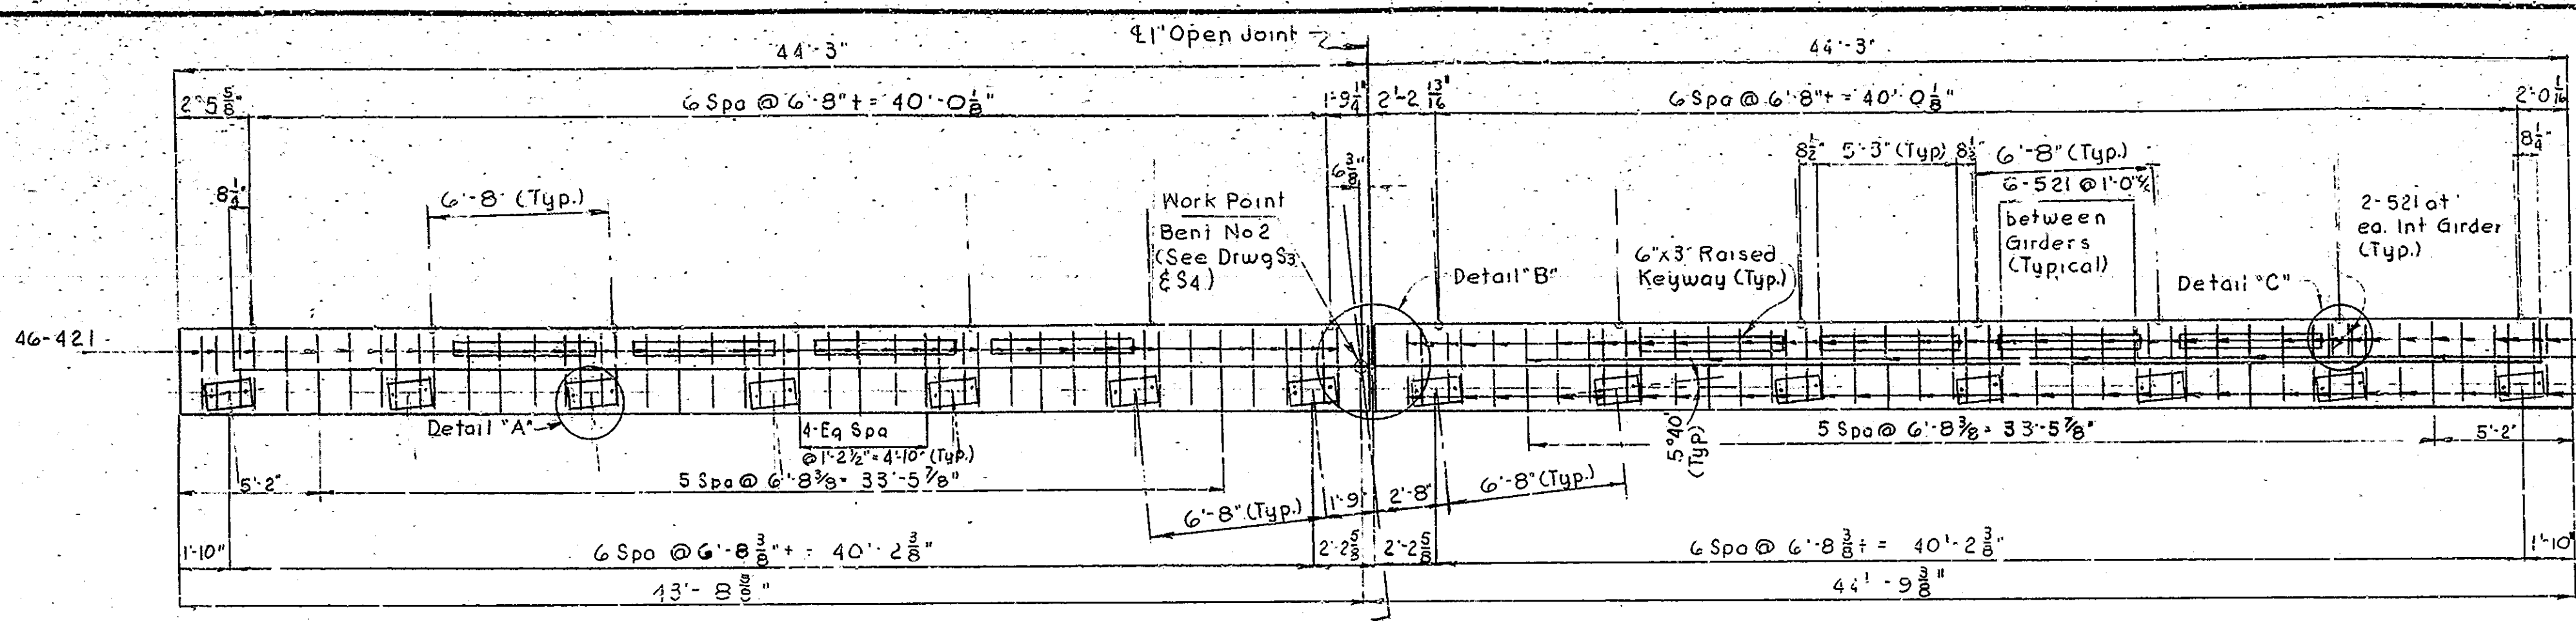 ℄ 1" Open Joint
44'-3"
44'-3"
2'-5 5/8"
6 Spa @ 6'-8"± = 40'-0 1/8"
1'-9 1/4"
2'-2 13/16"
6 Spa @ 6'-8"± = 40'-0 1/8"
2'-0 1/16"
8 1/4"
6'-8" (Typ.)
6 3/8"
Work Point
Bent No 2
(See Drwg S3
& S4)
Detail "B"
6"x3" Raised
Keyway (Typ.)
8 1/2"
5'-3" (Typ)
8 1/2"
6'-8" (Typ.)
6-521 @ 1'-0"
between
Girders
(Typical)
8 1/4"
2-521 at
ea. Int Girder
(Typ.)
Detail "C"
46-421
Detail "A"
4-Eq Spa
@ 1'-2 1/2" = 4'-10" (Typ.)
5°40'
(Typ)
5 Spa @ 6'-8 3/8 = 33'-5 7/8"
5'-2"
5'-2"
5 Spa @ 6'-8 3/8 = 33'-5 7/8"
6'-8" (Typ.)
1'-9"
2'-8"
6'-8" (Typ.)
1'-10"
6 Spa @ 6'-8 3/8"± = 40'-2 3/8"
2'-2 5/8"
2'-2 5/8"
6 Spa @ 6'-8 3/8± = 40'-2 3/8"
1'-10"
43'-8 5/8"
44'-9 3/8"